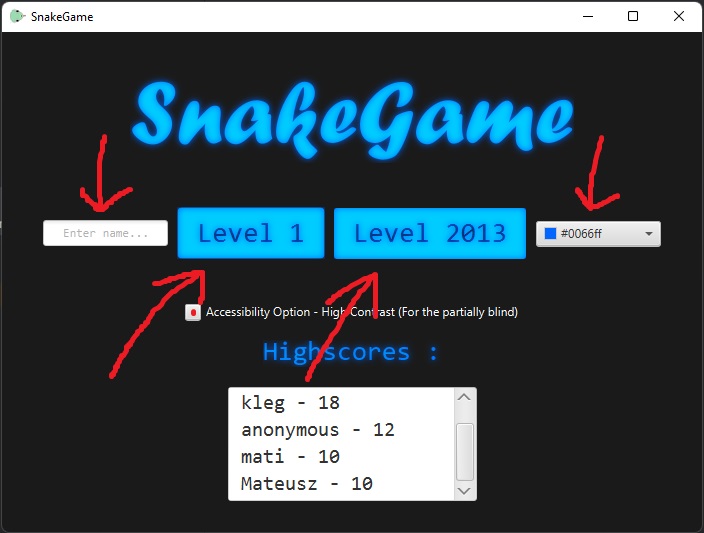 SnakeGame
SnakeGame
Enter name... Level 1 Level 2013 #0066ff
Accessibility Option - High Contrast (For the partially blind)
Highscores :
kleg - 18
anonymous - 12
mati - 10
Mateusz - 10